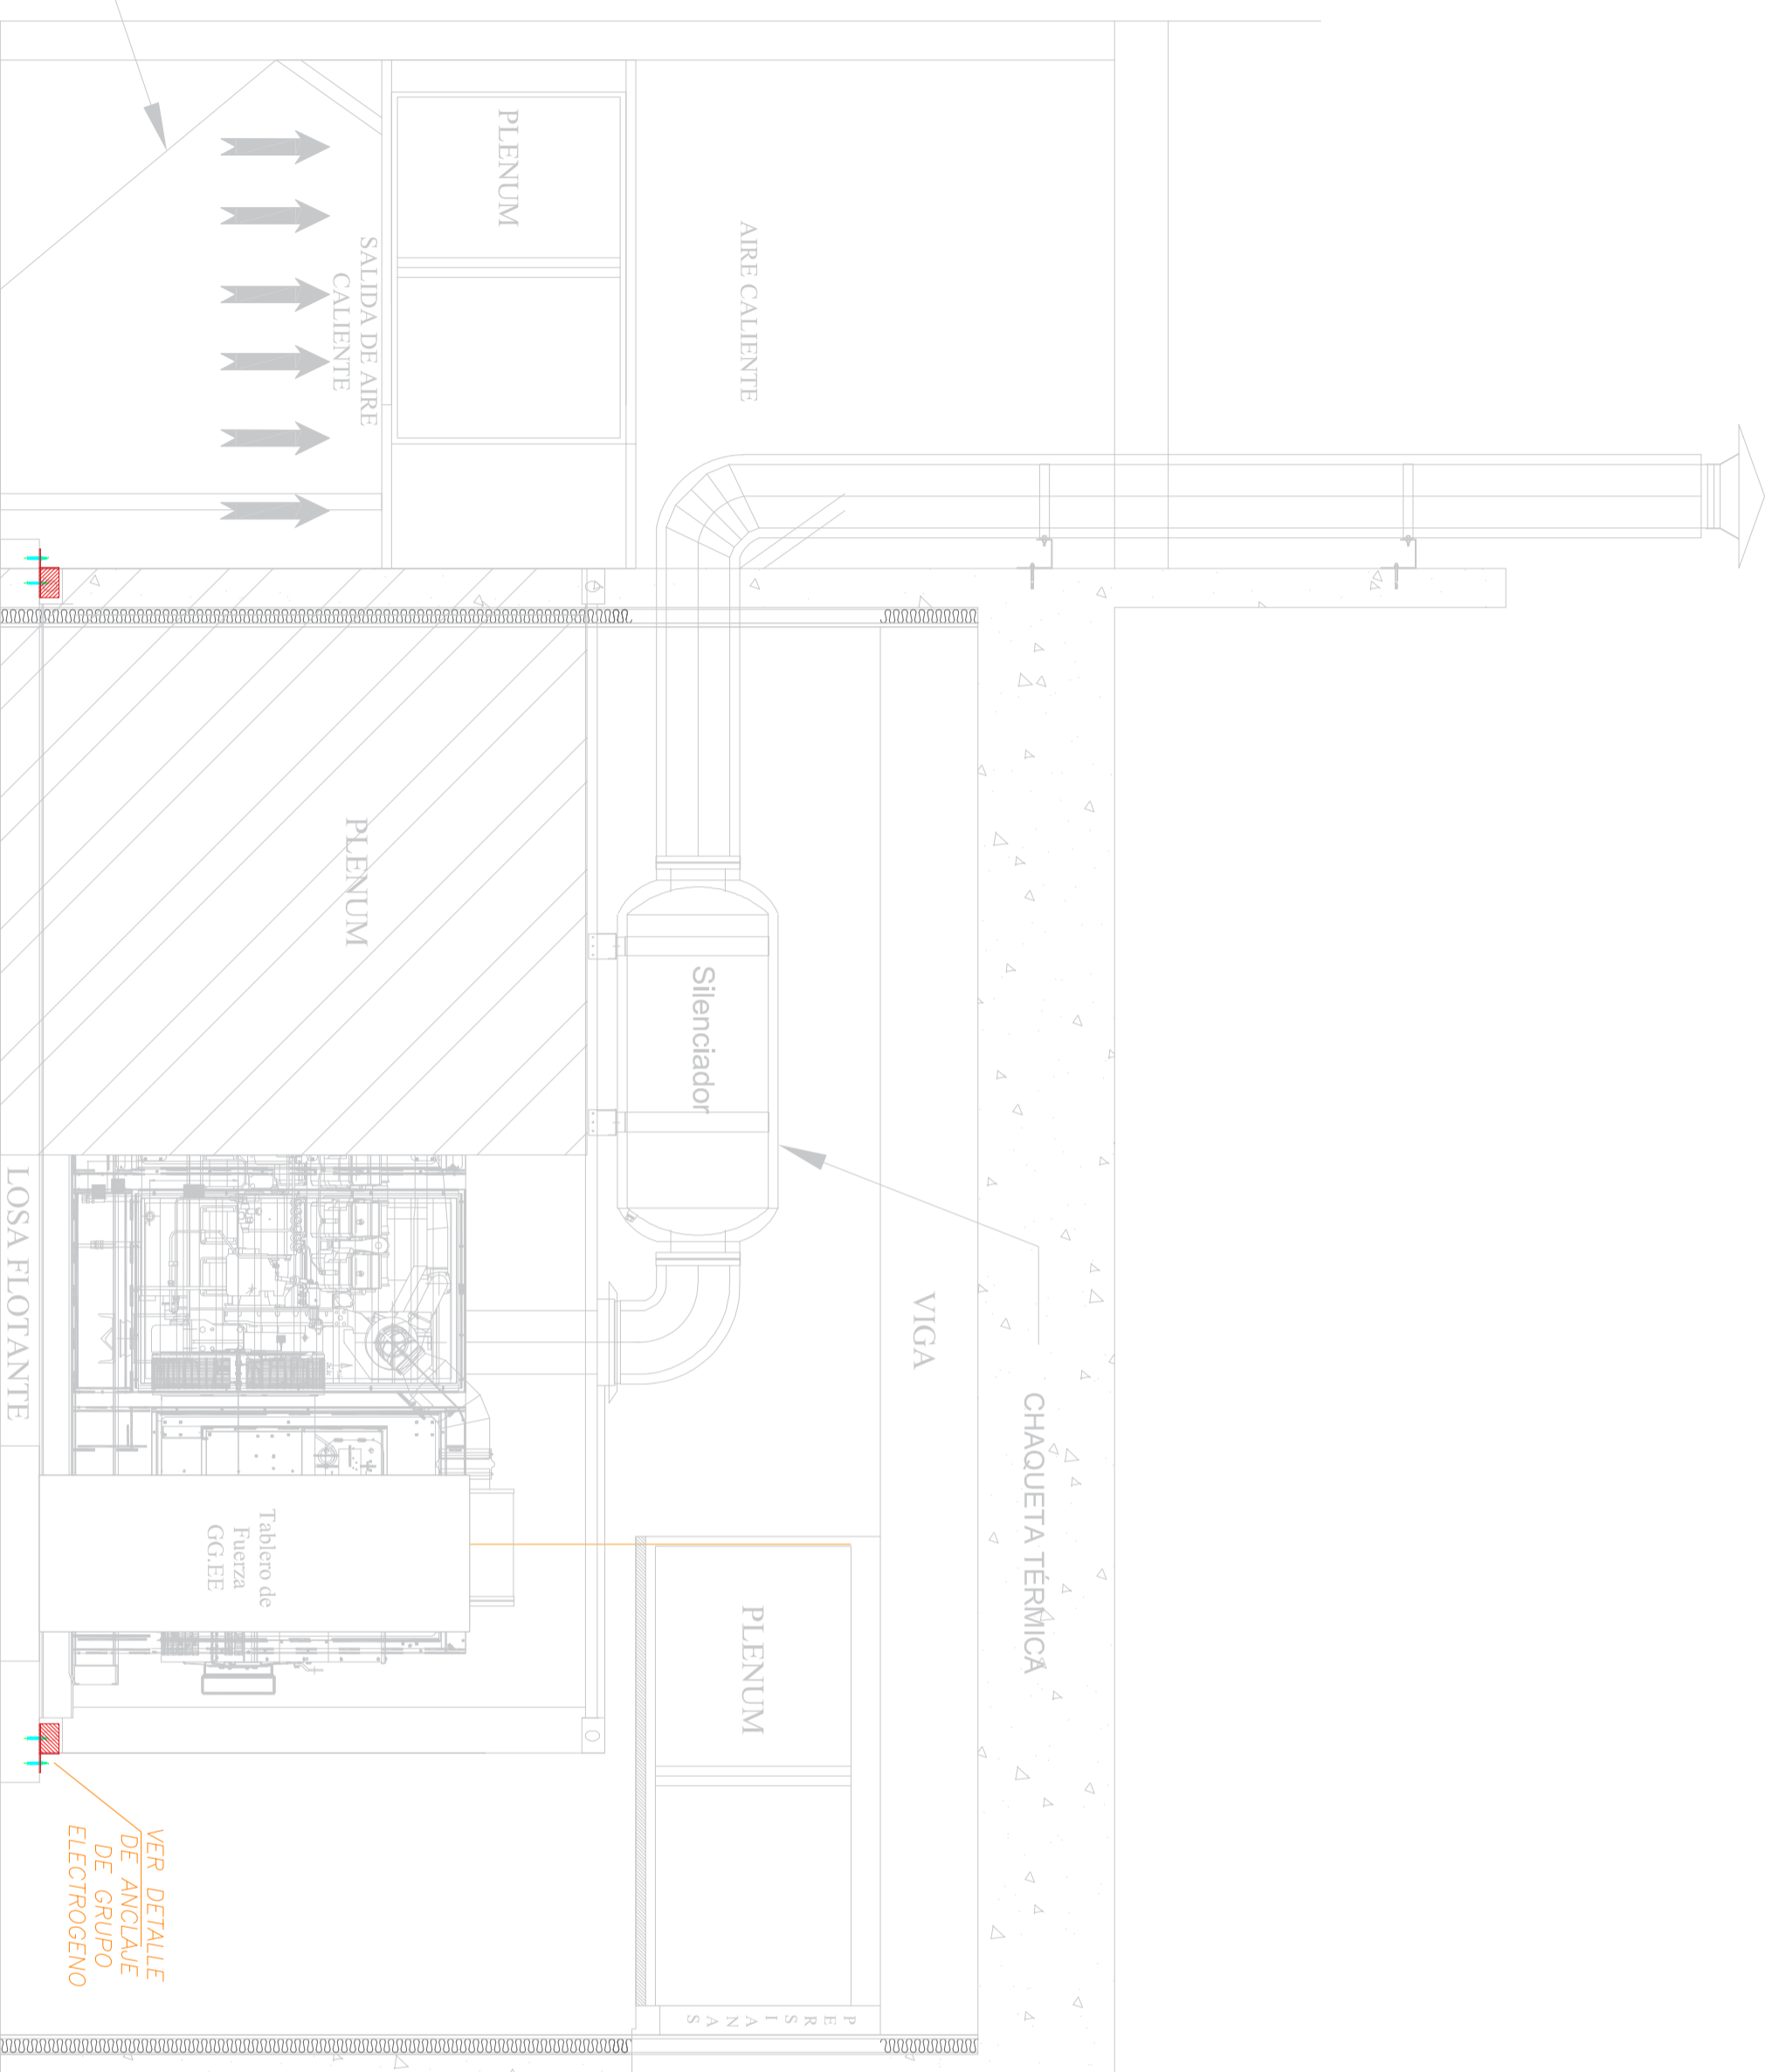 PLENUM
SALIDA DE AIRE
CALIENTE
AIRE CALIENTE
PLENUM
Silenciador
VIGA
CHAQUETA TÉRMICA
LOSA FLOTANTE
Tablero de
Fuerza
GG.EE
PLENUM
PERSIANAS
VER DETALLE
DE ANCLAJE
DE GRUPO
ELECTROGENO